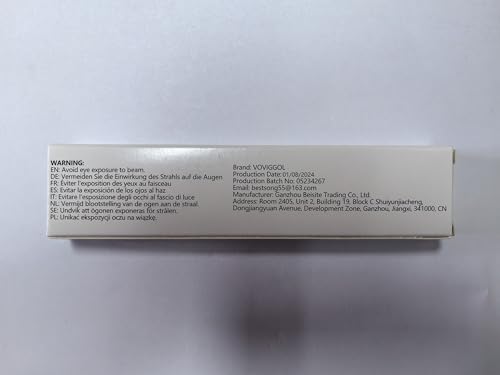 WARNING:
EN: Avoid eye exposure to beam.
DE: Vermeiden Sie die Einwirkung des Strahls auf die Augen
FR: Éviter l'exposition des yeux au faisceau
ES: Evitar la exposición de los ojos al haz
IT: Evitare l'esposizione degli occhi al fascio di luce
NL: Vermijd blootstelling van de ogen aan de straal.
SE: Undvik att ögonen exponeras för strålen.
PL: Unikać ekspozycji oczu na wiązkę.
Brand: VOVIGGOL
Production Date:01/08/2024
Production Batch No: 05234267
Email: bestsong55@163.com
Manufacturer: Ganzhou Beisite Trading Co., Ltd.
Address: Room 2405, Unit 2, Building 19, Block C Shuiyunjiacheng,
Dongjiangyuan Avenue, Development Zone, Ganzhou, Jiangxi, 341000, CN